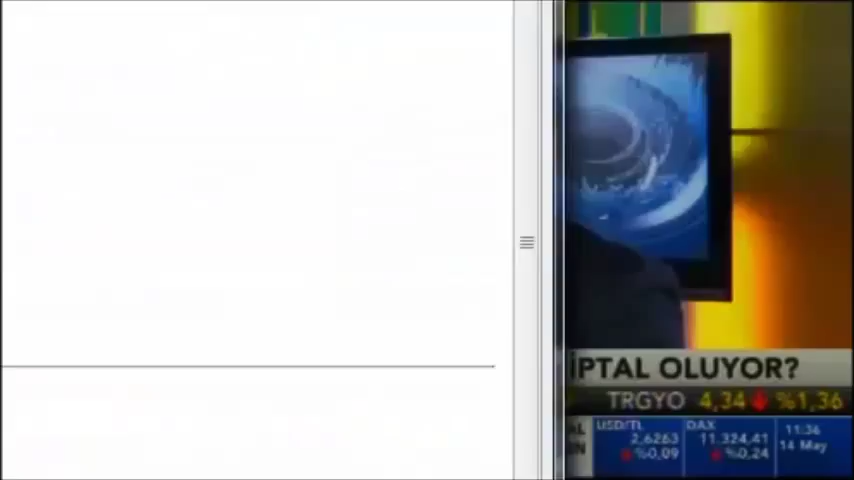 İPTAL OLUYOR?
TRGYO 4,34 %1,36
USD/TL DAX 11:36
2,6263 11.324,41 14 May
%0,09 %0,24